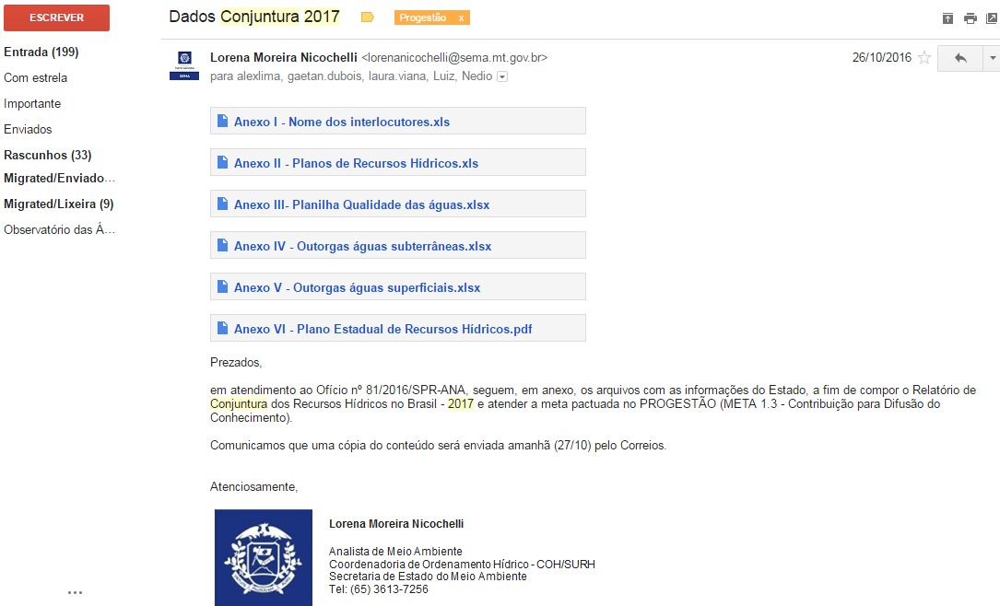 ESCREVER
Entrada (199)
Com estrela
Importante
Enviados
Rascunhos (33)
Migrated/Enviado...
Migrated/Lixeira (9)
Observatório das Á...
Dados Conjuntura 2017
Progestão x
Lorena Moreira Nicochelli <lorenanicochelli@sema.mt.gov.br>
26/10/2016
para alexlima, gaetan.dubois, laura.viana, Luiz, Nedio
SEMA
Anexo I - Nome dos interlocutores.xls
Anexo II - Planos de Recursos Hídricos.xls
Anexo III- Planilha Qualidade das águas.xlsx
Anexo IV - Outorgas águas subterrâneas.xlsx
Anexo V - Outorgas águas superficiais.xlsx
Anexo VI - Plano Estadual de Recursos Hídricos.pdf
Prezados,
em atendimento ao Ofício nº 81/2016/SPR-ANA, seguem, em anexo, os arquivos com as informações do Estado, a fim de compor o Relatório de
Conjuntura dos Recursos Hídricos no Brasil - 2017 e atender a meta pactuada no PROGESTÃO (META 1.3 - Contribuição para Difusão do
Conhecimento).
Comunicamos que uma cópia do conteúdo será enviada amanhã (27/10) pelo Correios.
Atenciosamente,
Lorena Moreira Nicochelli
Analista de Meio Ambiente
Coordenadoria de Ordenamento Hídrico - COH/SURH
Secretaria de Estado do Meio Ambiente
Tel: (65) 3613-7256